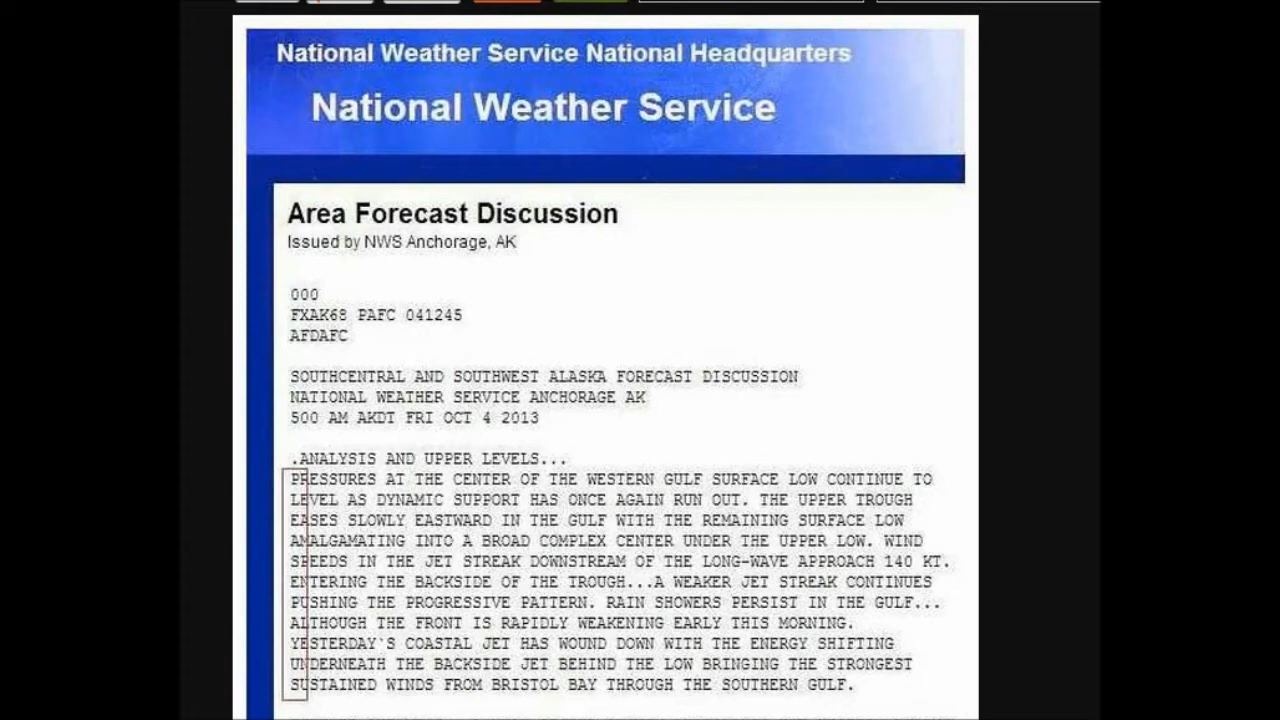 National Weather Service National Headquarters
National Weather Service
Area Forecast Discussion
Issued by NWS Anchorage, AK
000
FXAK68 PAFC 041245
AFDAFC
SOUTHCENTRAL AND SOUTHWEST ALASKA FORECAST DISCUSSION
NATIONAL WEATHER SERVICE ANCHORAGE AK
500 AM AKDT FRI OCT 4 2013
.ANALYSIS AND UPPER LEVELS...
PRESSURES AT THE CENTER OF THE WESTERN GULF SURFACE LOW CONTINUE TO
LEVEL AS DYNAMIC SUPPORT HAS ONCE AGAIN RUN OUT. THE UPPER TROUGH
EASES SLOWLY EASTWARD IN THE GULF WITH THE REMAINING SURFACE LOW
AMALGAMATING INTO A BROAD COMPLEX CENTER UNDER THE UPPER LOW. WIND
SPEEDS IN THE JET STREAK DOWNSTREAM OF THE LONG-WAVE APPROACH 140 KT.
ENTERING THE BACKSIDE OF THE TROUGH...A WEAKER JET STREAK CONTINUES
PUSHING THE PROGRESSIVE PATTERN. RAIN SHOWERS PERSIST IN THE GULF...
ALTHOUGH THE FRONT IS RAPIDLY WEAKENING EARLY THIS MORNING.
YESTERDAY`S COASTAL JET HAS WOUND DOWN WITH THE ENERGY SHIFTING
UNDERNEATH THE BACKSIDE JET BEHIND THE LOW BRINGING THE STRONGEST
SUSTAINED WINDS FROM BRISTOL BAY THROUGH THE SOUTHERN GULF.